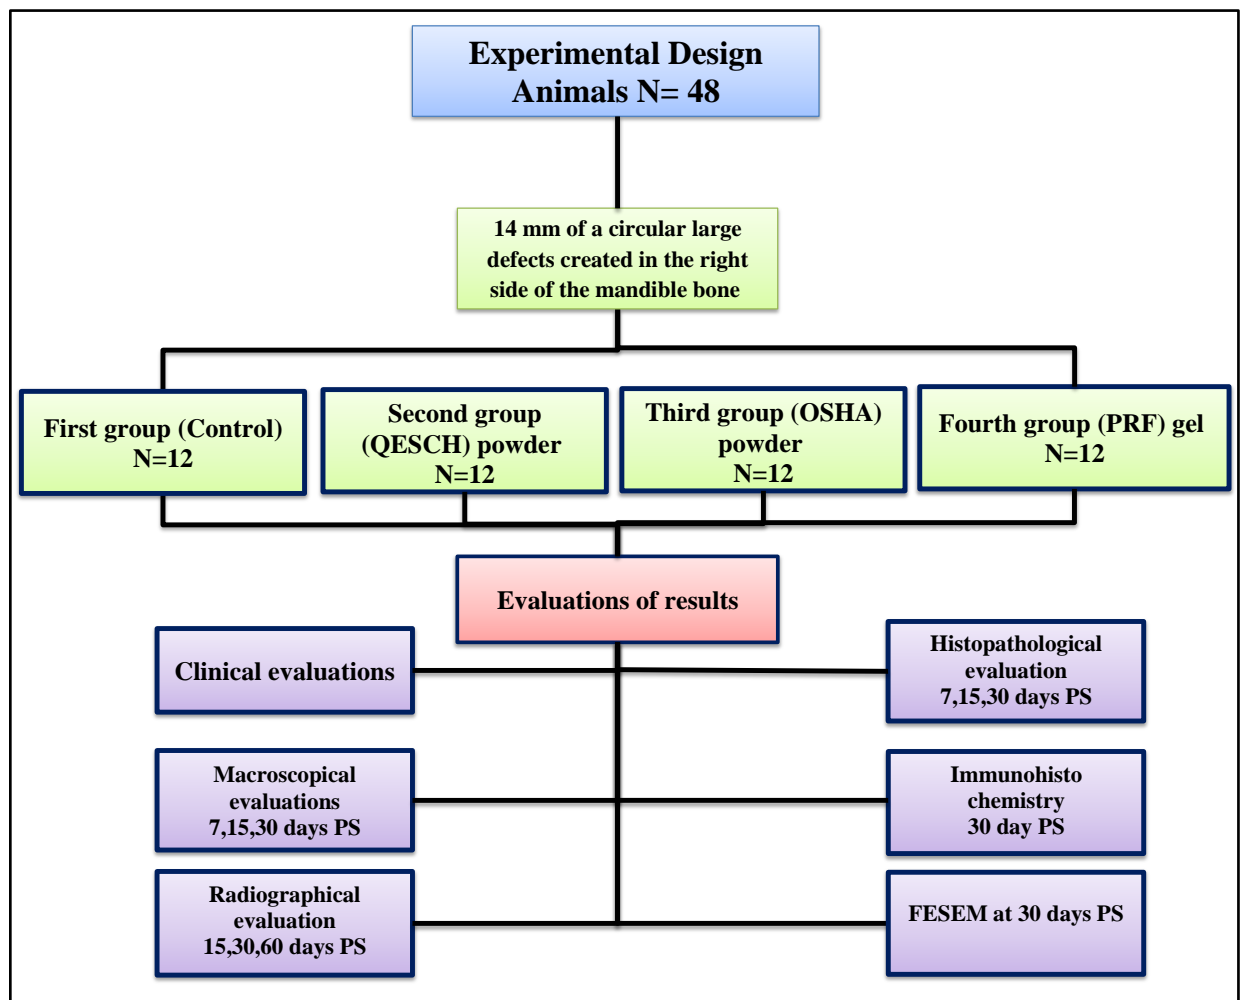 Experimental Design
Animals N= 48
14 mm of a circular large
defects created in the right
side of the mandible bone
First group (Control)
N=12
Second group
(QESCH) powder
N=12
Third group (OSHA)
powder
N=12
Fourth group (PRF) gel
N=12
Evaluations of results
Clinical evaluations
Histopathological
evaluation
7,15,30 days PS
Macroscopical
evaluations
7,15,30 days PS
Immunohisto
chemistry
30 day PS
Radiographical
evaluation
15,30,60 days PS
FESEM at 30 days PS